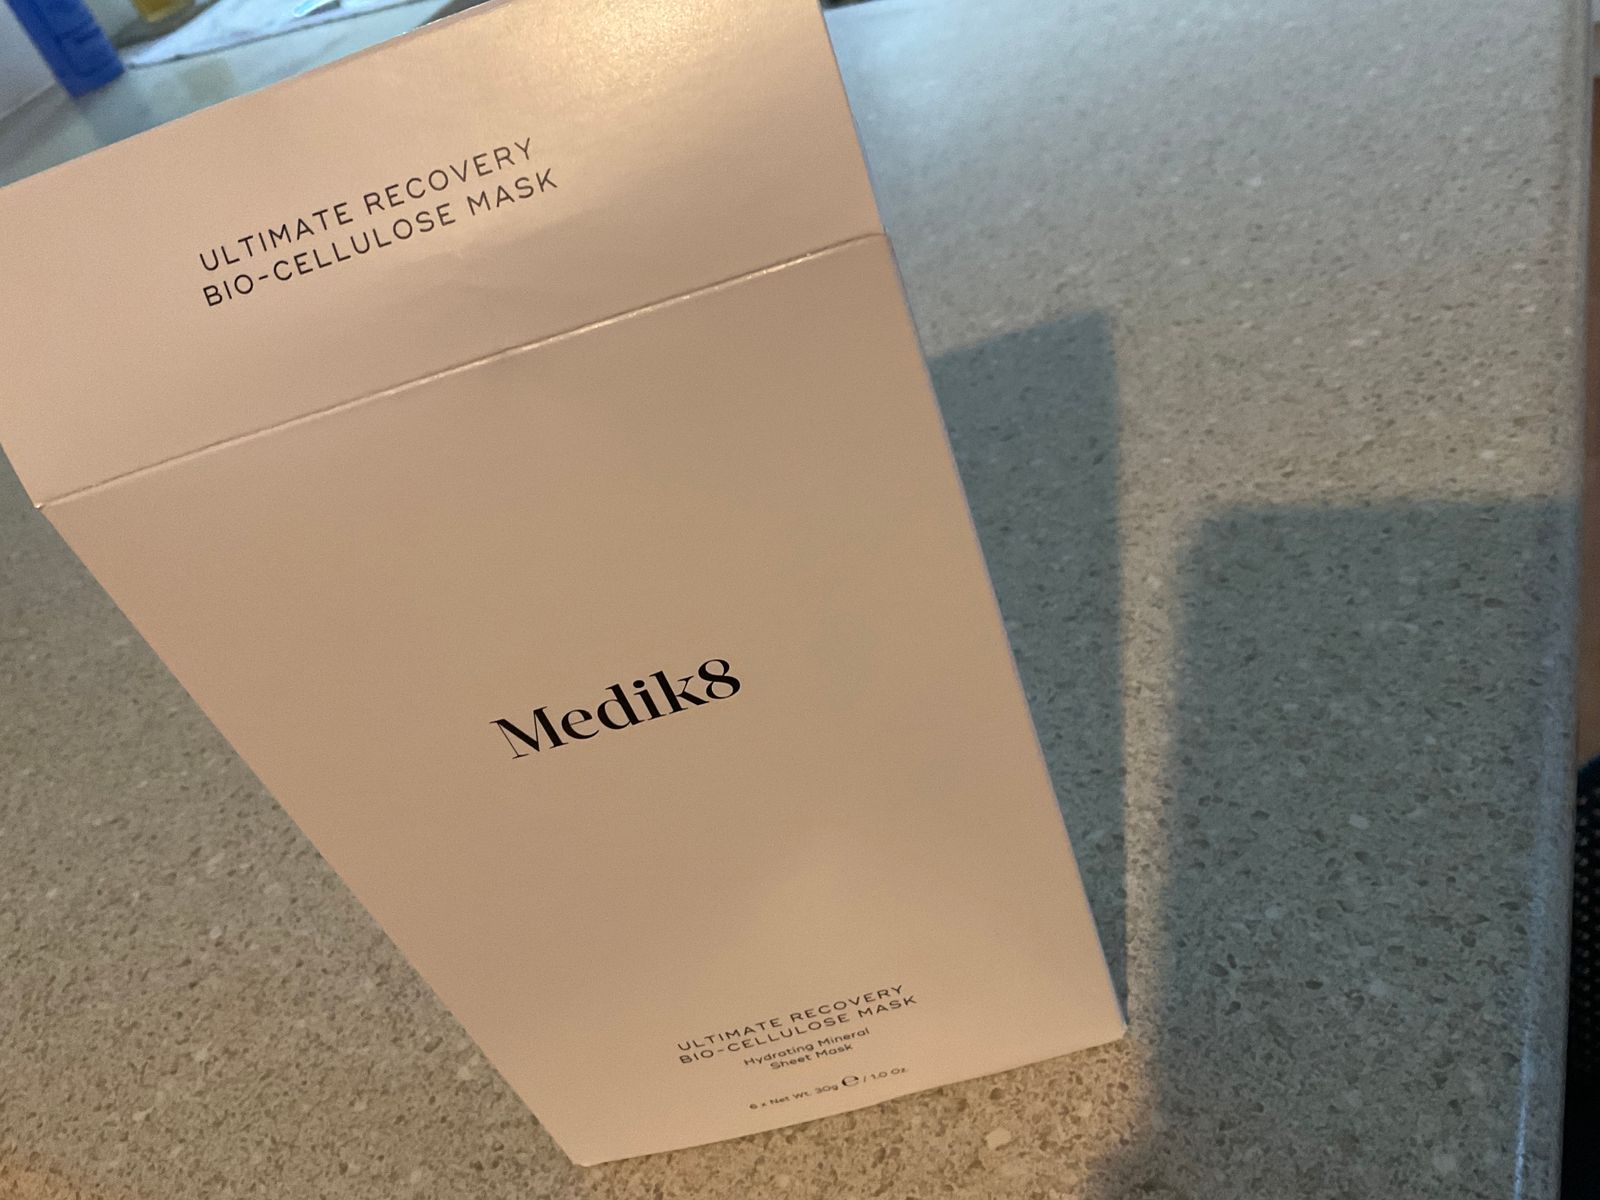 ULTIMATE RECOVERY
BIO-CELLULOSE MASK
Medik8
ULTIMATE RECOVERY
BIO-CELLULOSE MASK
Hydrating Mineral
Sheet Mask
6 x Net Wt. 30g ℮ / 1.0 Oz.